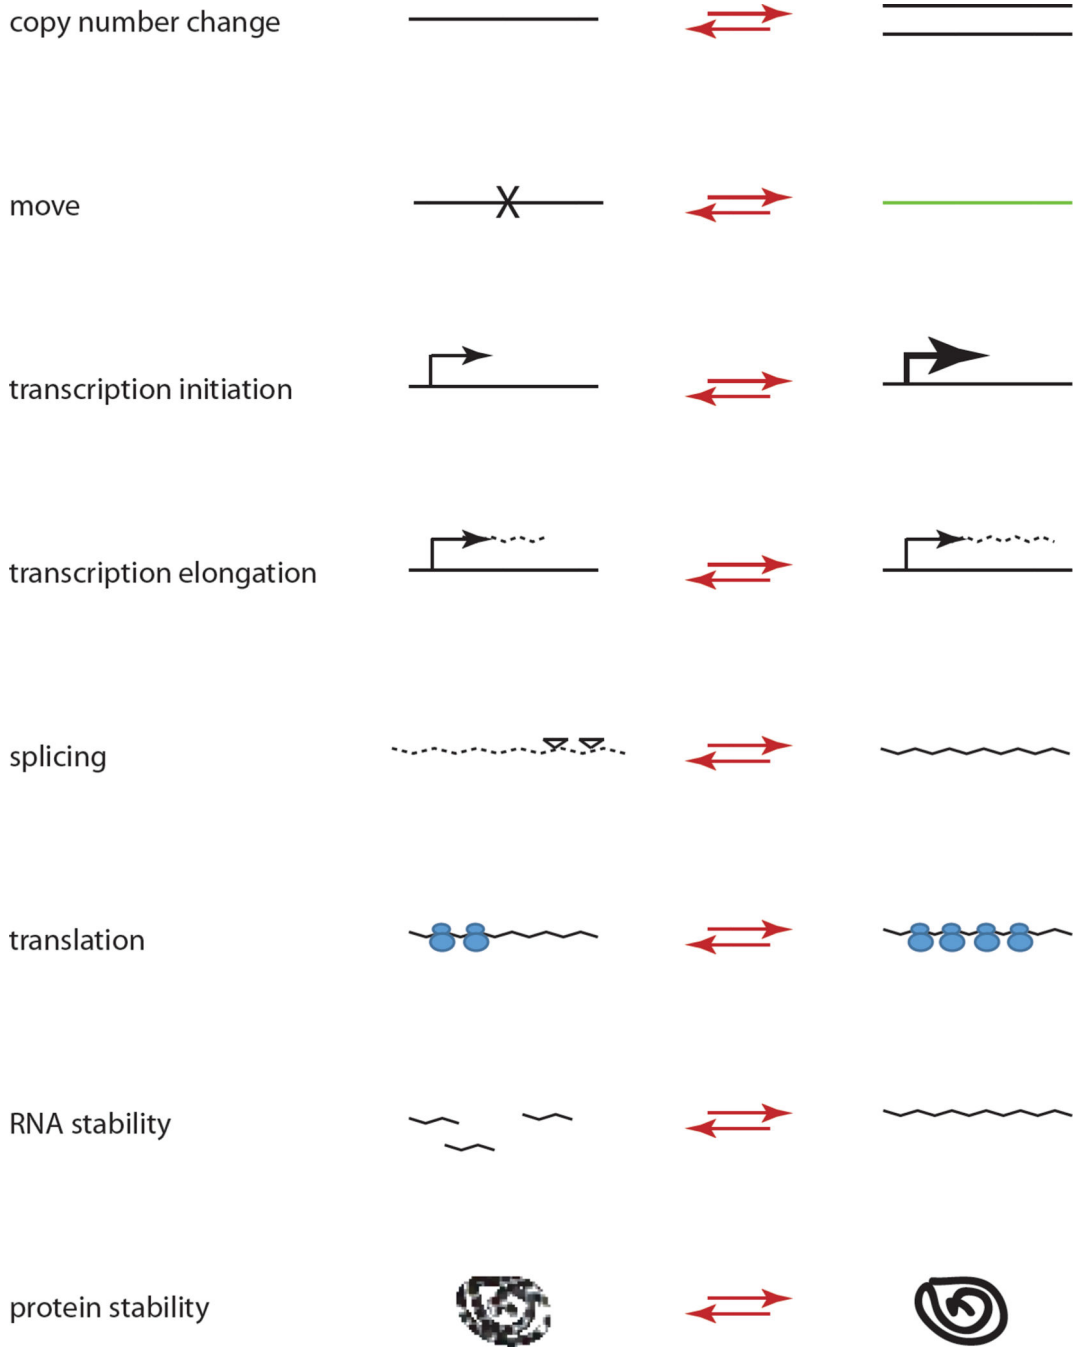 copy number change
move
transcription initiation
transcription elongation
splicing
translation
RNA stability
protein stability